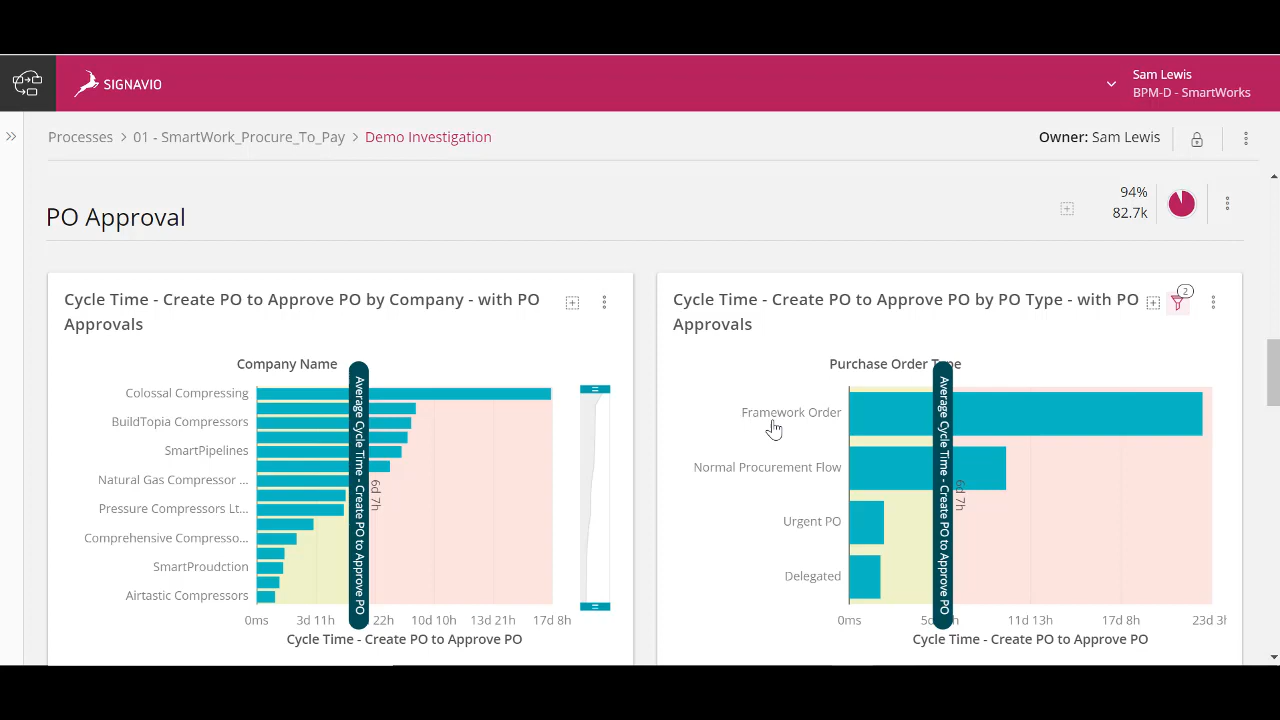 SIGNAVIO
Sam Lewis
BPM-D - SmartWorks
Processes > 01 - SmartWork_Procure_To_Pay > Demo Investigation
Owner: Sam Lewis
PO Approval
94%
82.7k
Cycle Time - Create PO to Approve PO by Company - with PO
Approvals
Company Name
Colossal Compressing
BuildTopia Compressors
SmartPipelines
Natural Gas Compressor ...
Pressure Compressors Lt...
Comprehensive Compresso...
SmartProudction
Airtastic Compressors
Average Cycle Time - Create PO to Approve PO
6d 7h
0ms 3d 11h 22h 10d 10h 13d 21h 17d 8h
Cycle Time - Create PO to Approve PO
Cycle Time - Create PO to Approve PO by PO Type - with PO
Approvals
2
Purchase Order Type
Framework Order
Normal Procurement Flow
Urgent PO
Delegated
Average Cycle Time - Create PO to Approve PO
6d 7h
0ms 11d 13h 17d 8h 23d 3h
Cycle Time - Create PO to Approve PO